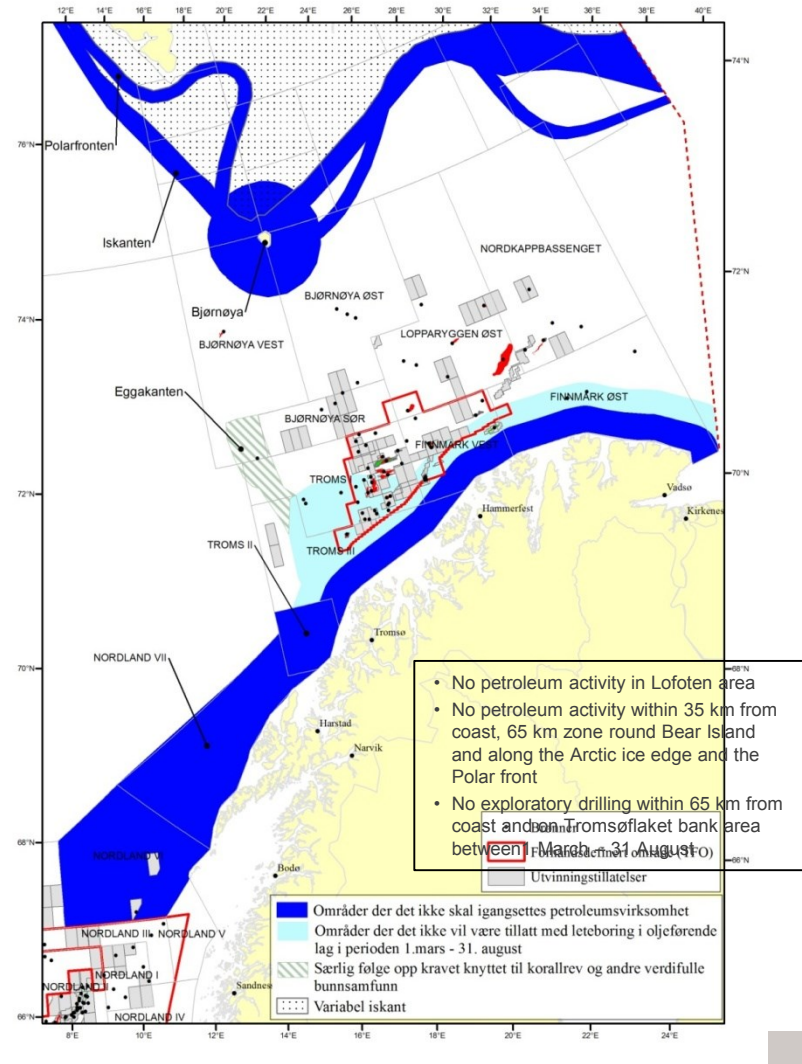 12°E 14°E 16°E 18°E 20°E 22°E 24°E 26°E 28°E 30°E 32°E 34°E 36°E 38°E 40°E
74°N
76°N
Polarfronten
Iskanten
NORDKAPPBASSENGET
72°N
Bjørnøya
BJØRNØYA ØST
74°N
LOPPARYGGEN ØST
BJØRNØYA VEST
Eggakanten
FINNMARK ØST
BJØRNØYA SØR
FINNMARK VEST
70°N
TROMS I
72°N
Vadsø
Hammerfest
Kirkenes
TROMS II
TROMS III
Tromsø
NORDLAND VII
70°N
68°N
• No petroleum activity in Lofoten area
• No petroleum activity within 35 km from
coast, 65 km zone round Bear Island
and along the Arctic ice edge and the
Polar front
• No exploratory drilling within 65 km from
coast and on Tromsøflaket bank area
between1 March – 31 August
Harstad
Narvik
68°N
NORDLAND VI
Bodø
66°N
Brønner
Forhåndsdefinert område (TFO)
Utvinningstillatelser
Områder der det ikke skal igangsettes petroleumsvirksomhet
Områder der det ikke vil være tillatt med leteboring i oljeførende
lag i perioden 1.mars - 31. august
Særlig følge opp kravet knyttet til korallrev og andre verdifulle
bunnsamfunn
Variabel iskant
NORDLAND III
NORDLAND V
NORDLAND I
NORDLAND II
NORDLAND IV
66°N
8°E 10°E 12°E 14°E 16°E 18°E 20°E 22°E 24°E